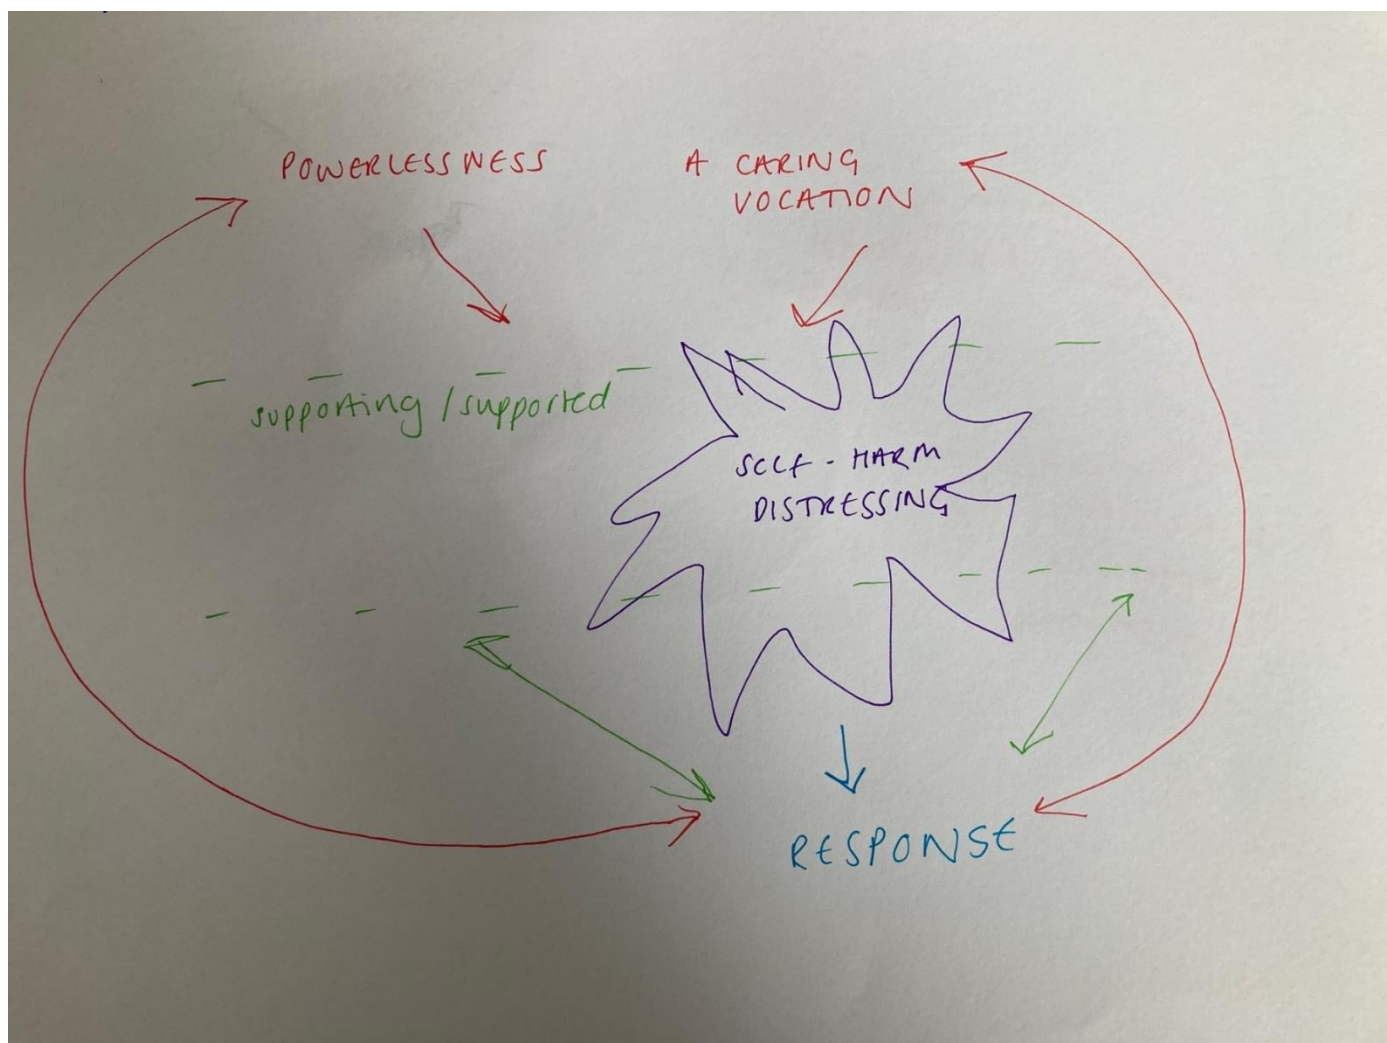 POWERLESSNESS
A CARING
VOCATION
supporting / supported
SELF - HARM
DISTRESSING
RESPONSE